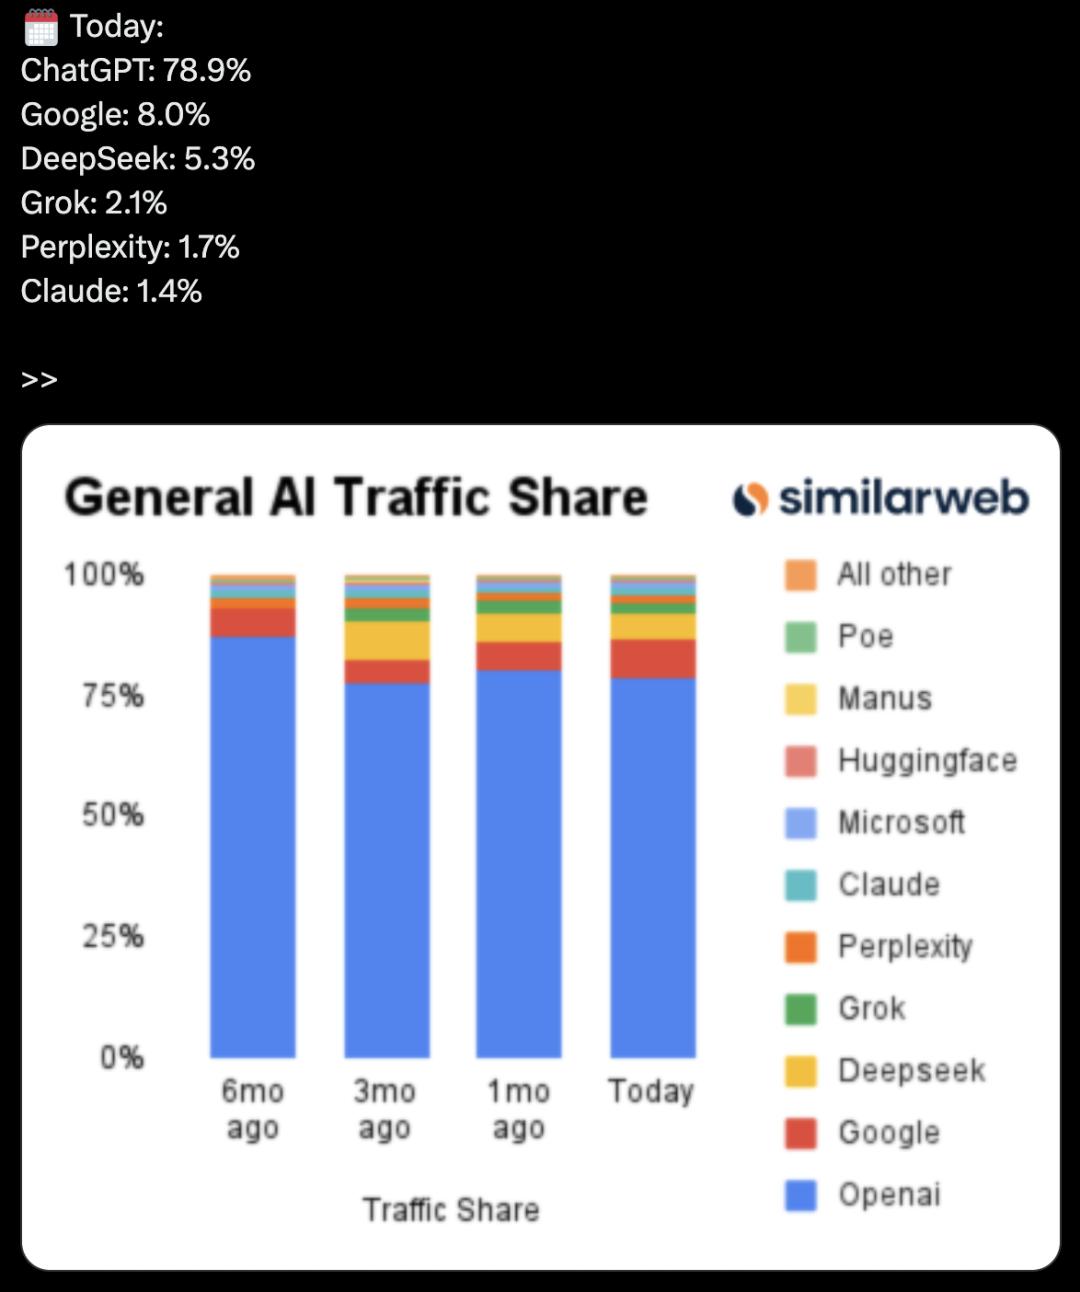 Today:
ChatGPT: 78.9%
Google: 8.0%
DeepSeek: 5.3%
Grok: 2.1%
Perplexity: 1.7%
Claude: 1.4%
>>
General AI Traffic Share
similarweb
100%
75%
50%
25%
0%
6mo ago
3mo ago
1mo ago
Today
Traffic Share
All other
Poe
Manus
Huggingface
Microsoft
Claude
Perplexity
Grok
Deepseek
Google
Openai